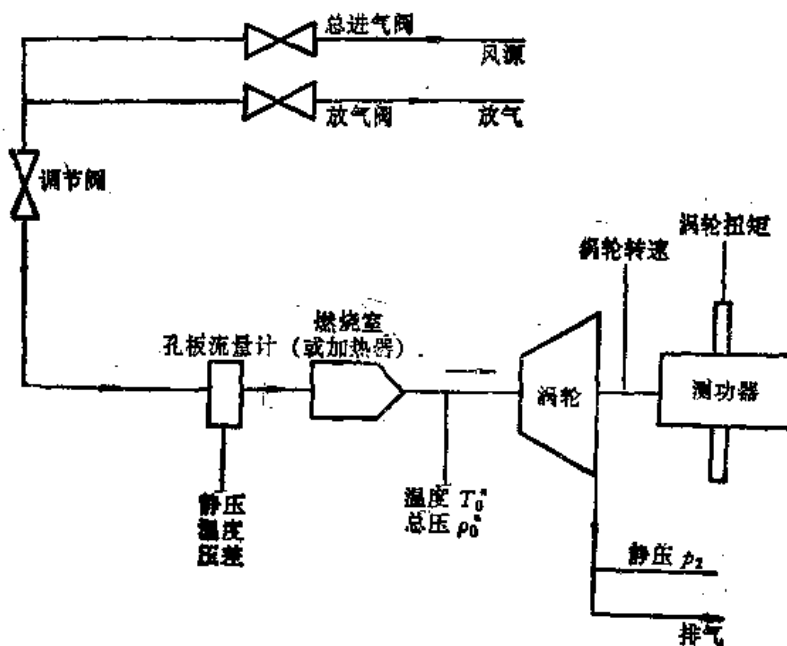 总进气阀
风源
放气阀
放气
调节阀
涡轮扭矩
涡轮转速
燃烧室
孔板流量计 (或加热器)
涡轮
测功器
静压
温度
压差
温度 T₀*
总压 p₀*
静压 p₂
排气